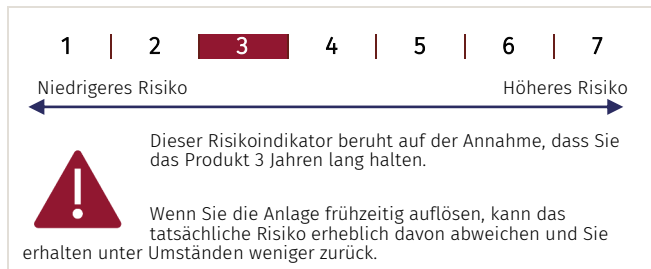 1 2 3 4 5 6 7
Niedrigeres Risiko Höheres Risiko
Dieser Risikoindikator beruht auf der Annahme, dass Sie
das Produkt 3 Jahren lang halten.
Wenn Sie die Anlage frühzeitig auflösen, kann das
tatsächliche Risiko erheblich davon abweichen und Sie
erhalten unter Umständen weniger zurück.